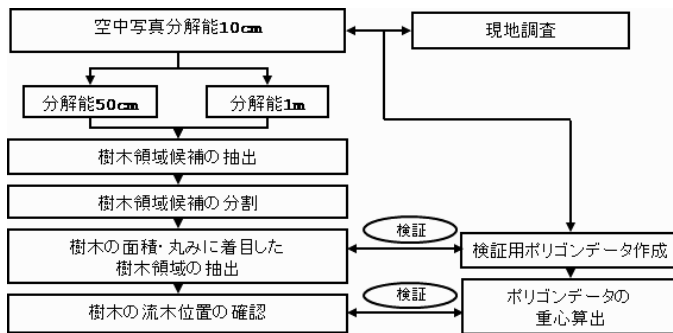 空中写真分解能10cm
現地調査
分解能50cm
分解能1m
樹木領域候補の抽出
樹木領域候補の分割
樹木の面積・丸みに着目した
樹木領域の抽出
検証
検証用ポリゴンデータ作成
樹木の流木位置の確認
検証
ポリゴンデータの
重心算出